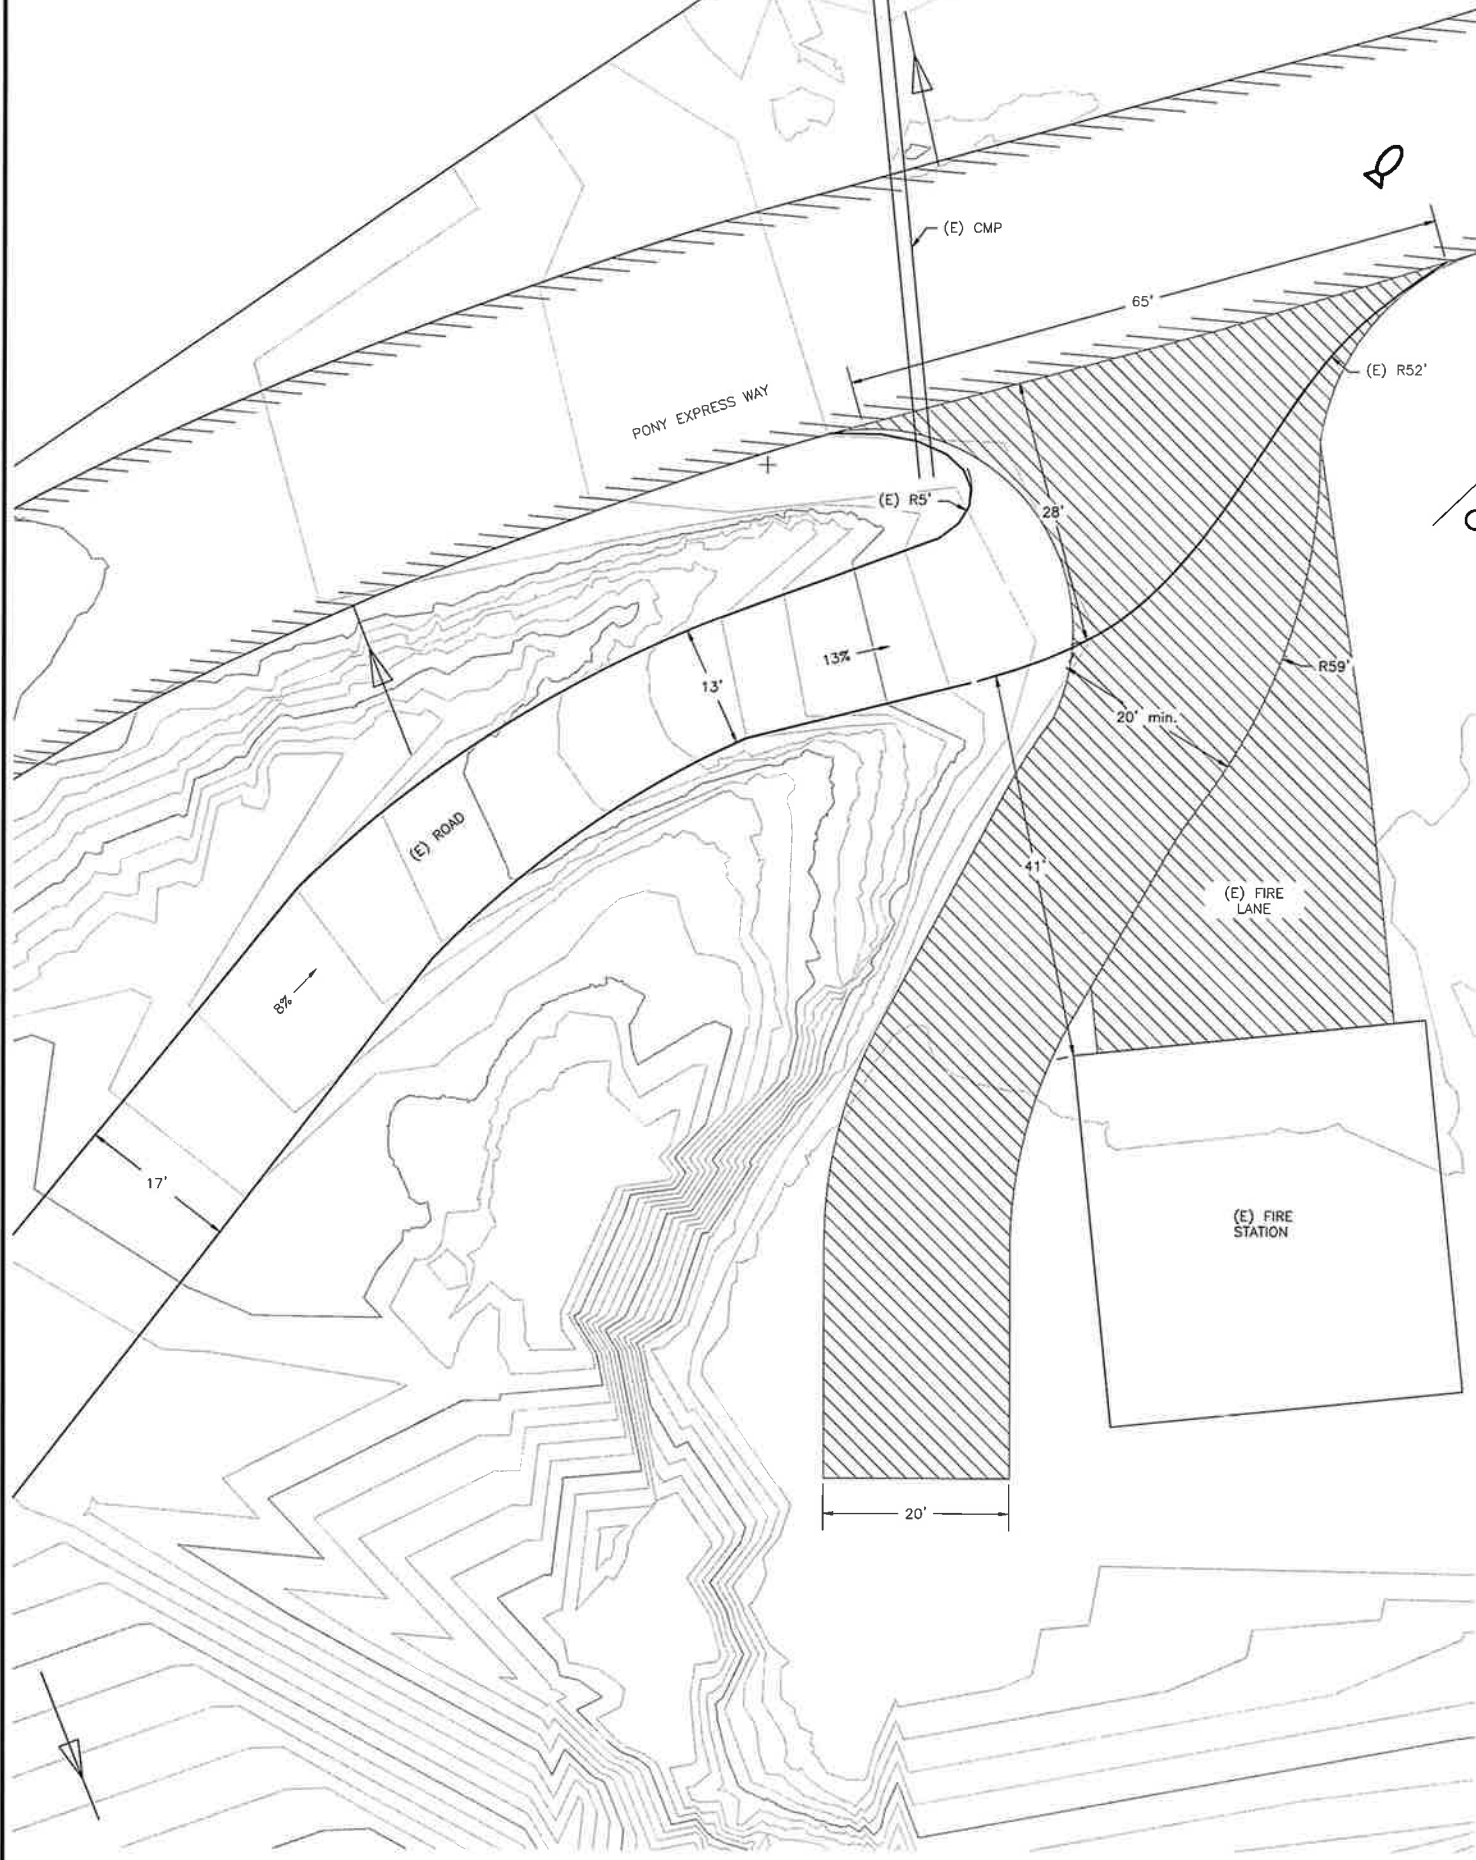 (E) CMP
65'
(E) R52'
PONY EXPRESS WAY
(E) R5'
28'
13%
R59'
13'
20' min.
(E) ROAD
41'
(E) FIRE
LANE
8%
17'
(E) FIRE
STATION
20'